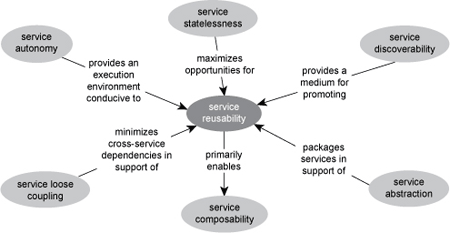 service
statelessness
service
autonomy
service
discoverability
maximizes
opportunities for
provides an
execution
environment
conducive to
provides a
medium for
promoting
service
reusability
minimizes
cross-service
dependencies in
support of
primarily
enables
packages
services in
support of
service loose
coupling
service
composability
service
abstraction